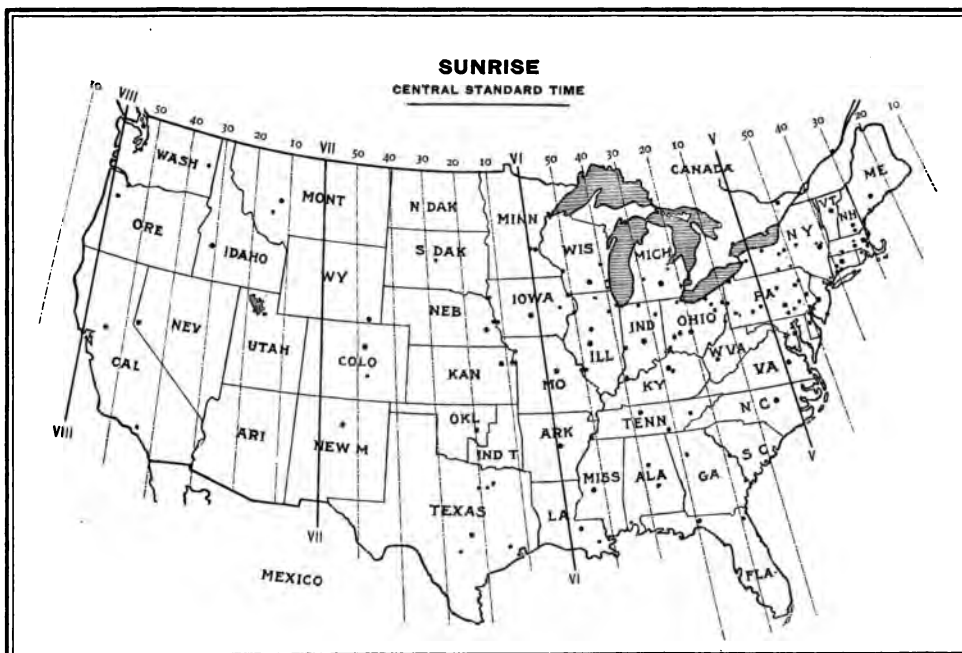 SUNRISE
CENTRAL STANDARD TIME
10 VIII 50 40 30 20 10 VII 50 40 30 20 10 VI 50 40 30 20 10 V 50 40 30 20 10
WASH
MONT
N DAK
MINN
CANADA
ME
VT
NH
ORE
IDAHO
S DAK
WIS
MICH
N Y
WY
IOWA
NEB
NEV
UTAH
COLO
ILL
IND
OHIO
PA
CAL
KAN
MO
KY
W VA
VA
ARI
NEW M
OKL
IND T
ARK
TENN
N C
VIII
V
MISS
ALA
GA
S C
TEXAS
LA
VII
VI
FLA
MEXICO